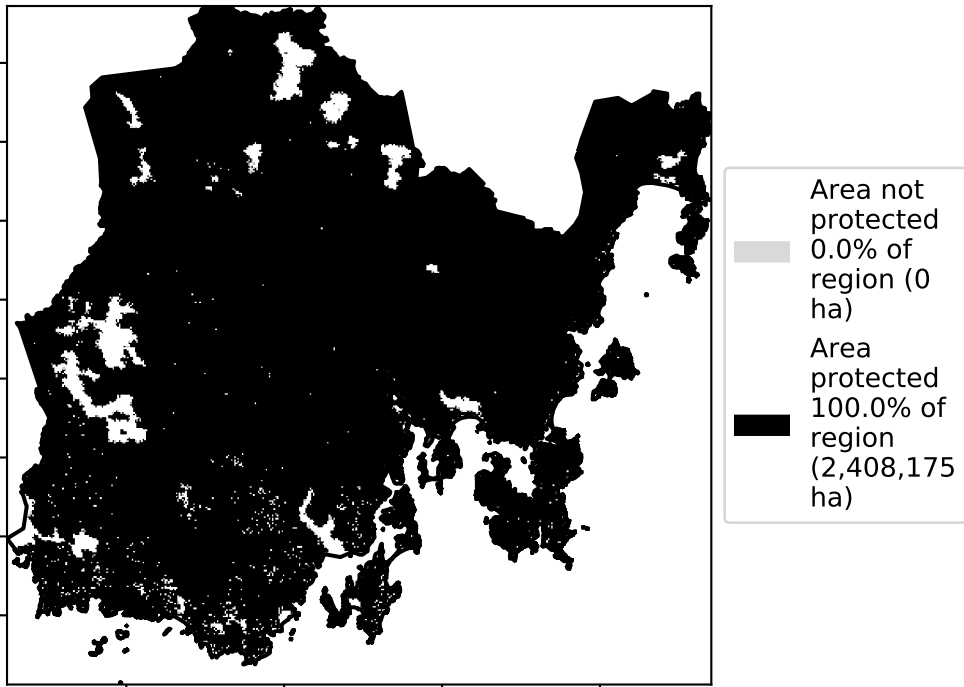 Area not
protected
0.0% of
region (0
ha)
Area
protected
100.0% of
region
(2,408,175
ha)